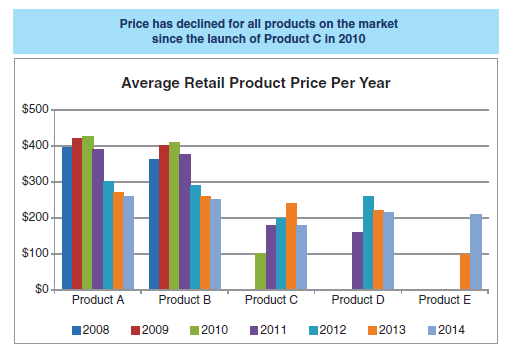 Price has declined for all products on the market
since the launch of Product C in 2010
Average Retail Product Price Per Year
$500
$400
$300
$200
$100
$0
Product A Product B Product C Product D Product E
2008 2009 2010 2011 2012 2013 2014